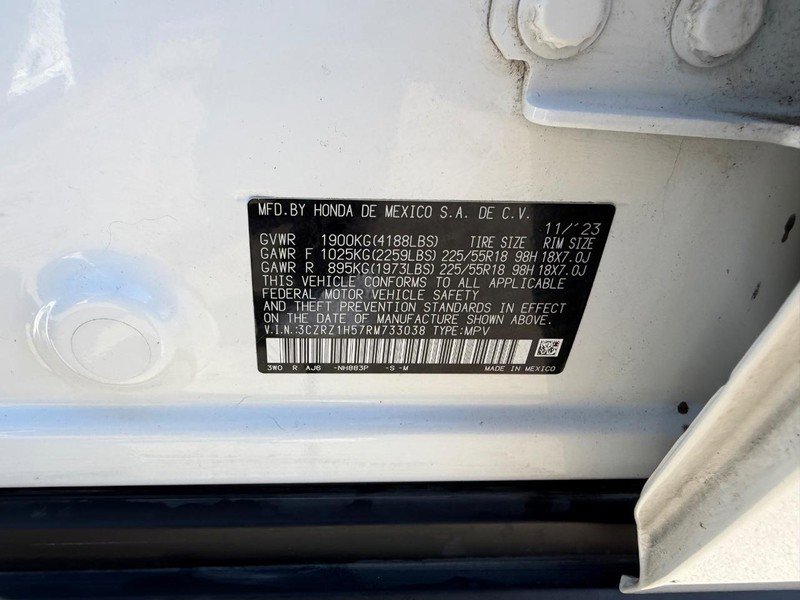 MFD.BY HONDA DE MEXICO S.A. DE C.V.
11/'23
GVWR 1900KG(4188LBS) TIRE SIZE RIM SIZE
GAWR F 1025KG(2259LBS) 225/55R18 98H 18X7.0J
GAWR R 895KG(1973LBS) 225/55R18 98H 18X7.0J
THIS VEHICLE CONFORMS TO ALL APPLICABLE
FEDERAL MOTOR VEHICLE SAFETY
AND THEFT PREVENTION STANDARDS IN EFFECT
ON THE DATE OF MANUFACTURE SHOWN ABOVE.
V.I.N.:3CZRZ1H57RM733038 TYPE:MPV
3W0 R AJ6 -NH883P -S -M MADE IN MEXICO